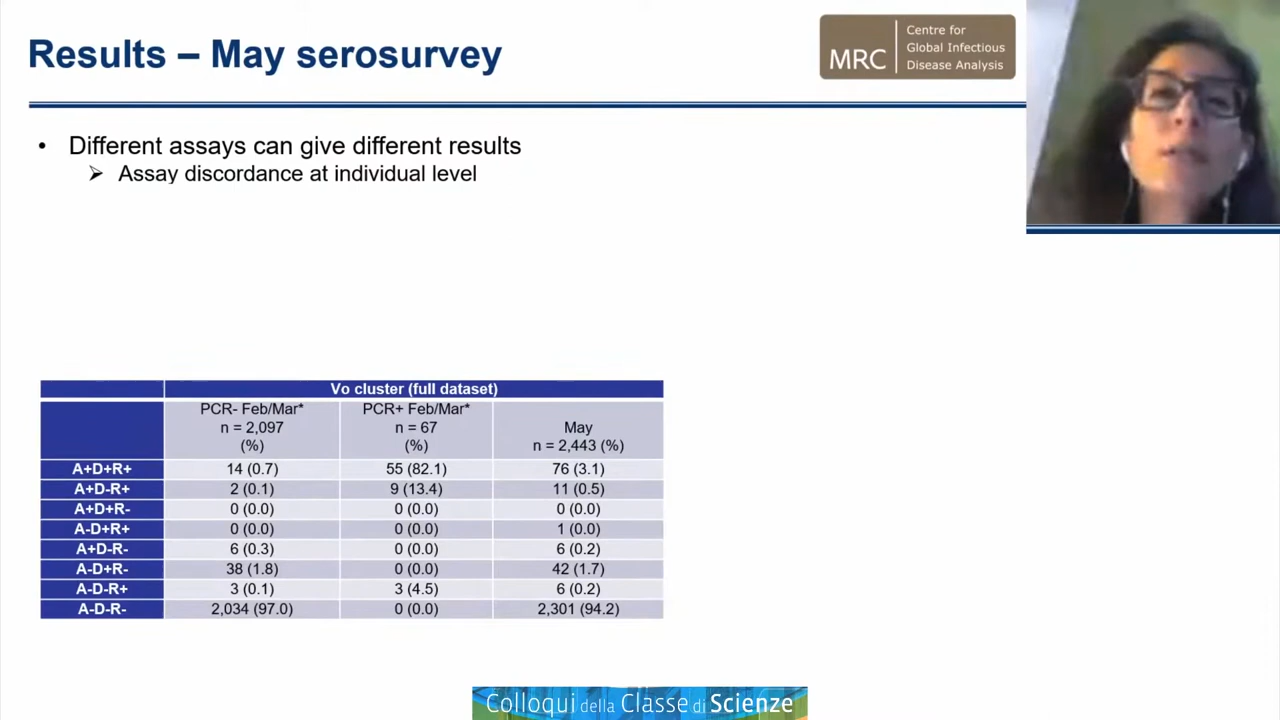 Results – May serosurvey
MRC
Centre for
Global Infectious
Disease Analysis
• Different assays can give different results
➢ Assay discordance at individual level
Vo cluster (full dataset)
PCR- Feb/Mar* n = 2,097 (%) PCR+ Feb/Mar* n = 67 (%) May n = 2,443 (%)
A+D+R+ 14 (0.7) 55 (82.1) 76 (3.1)
A+D-R+ 2 (0.1) 9 (13.4) 11 (0.5)
A+D+R- 0 (0.0) 0 (0.0) 0 (0.0)
A-D+R+ 0 (0.0) 0 (0.0) 1 (0.0)
A+D-R- 6 (0.3) 0 (0.0) 6 (0.2)
A-D+R- 38 (1.8) 0 (0.0) 42 (1.7)
A-D-R+ 3 (0.1) 3 (4.5) 6 (0.2)
A-D-R- 2,034 (97.0) 0 (0.0) 2,301 (94.2)
Colloqui della Classe di Scienze